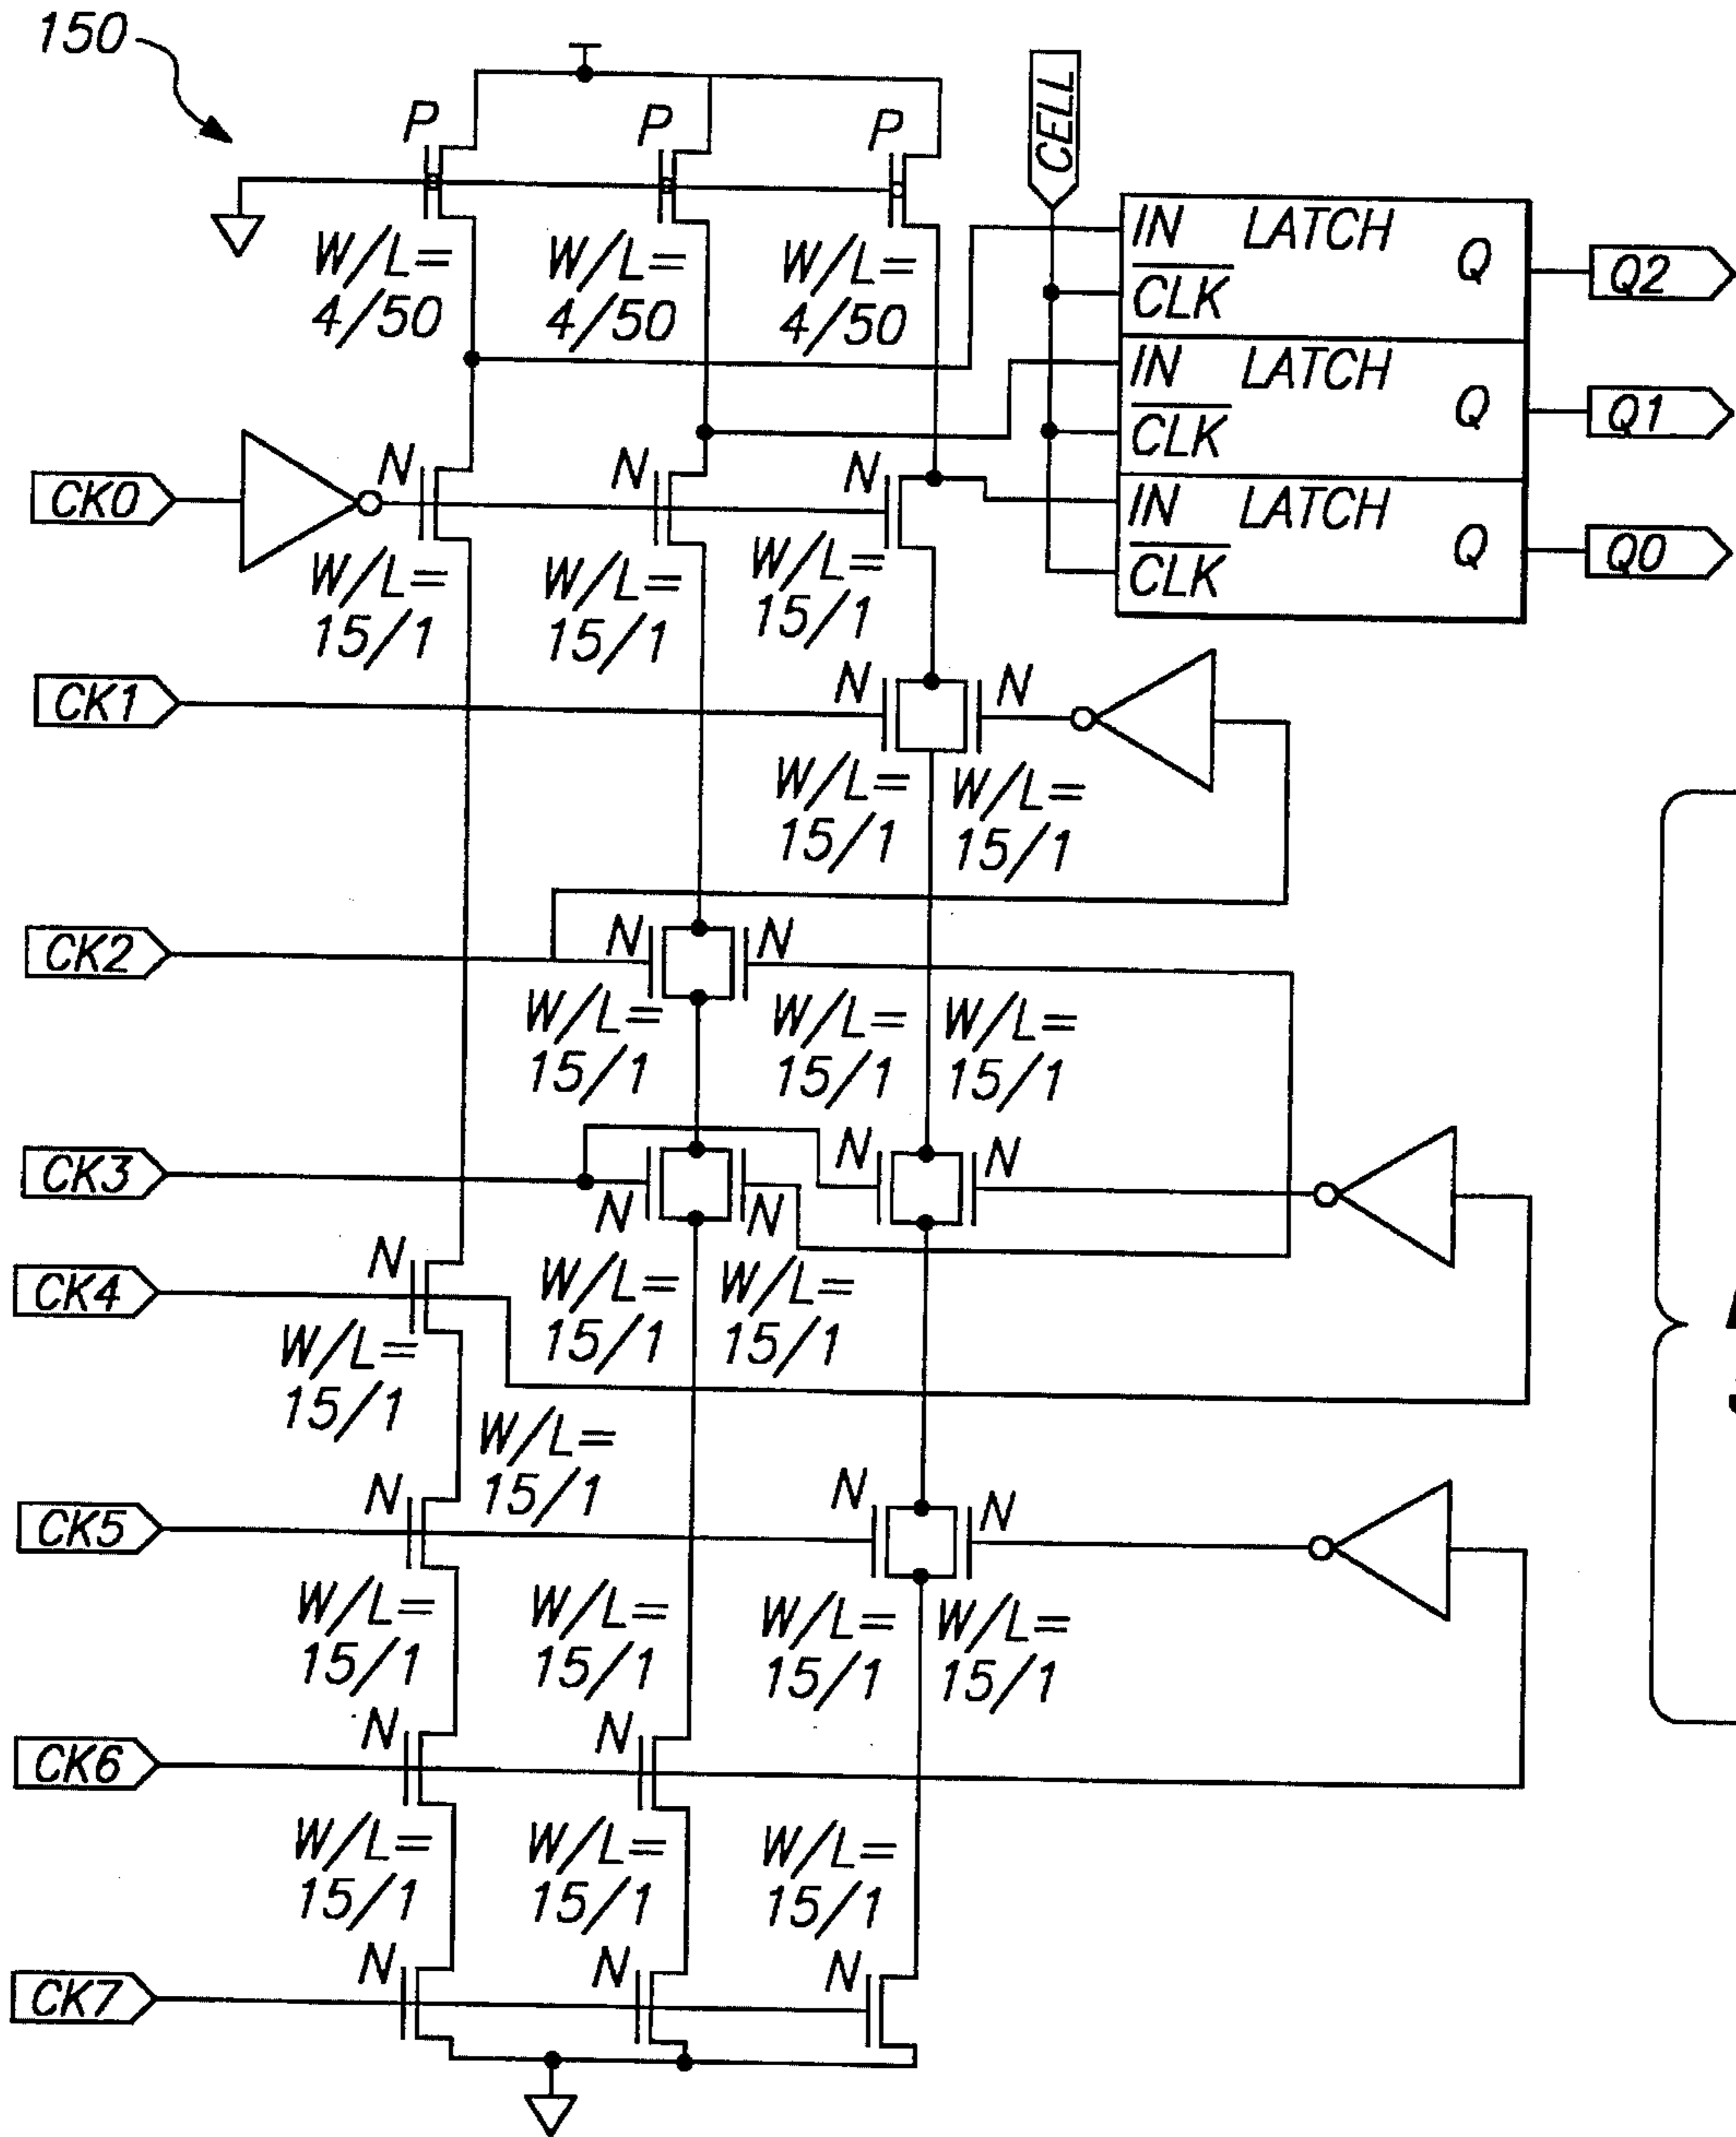 150
P P P
CELL
W/L= 4/50
W/L= 4/50
W/L= 4/50
IN LATCH Q
CLK
Q2
IN LATCH Q
CLK
Q1
IN LATCH Q
CLK
Q0
CK0
N N N
W/L= 15/1
W/L= 15/1
W/L= 15/1
CK1
N N
W/L= 15/1
W/L= 15/1
CK2
N N
W/L= 15/1
W/L= 15/1
W/L= 15/1
CK3
N N
N N
CK4
N
W/L= 15/1
W/L= 15/1
W/L= 15/1
W/L= 15/1
CK5
N
N N
W/L= 15/1
W/L= 15/1
W/L= 15/1
W/L= 15/1
CK6
N N
W/L= 15/1
W/L= 15/1
W/L= 15/1
CK7
N N N